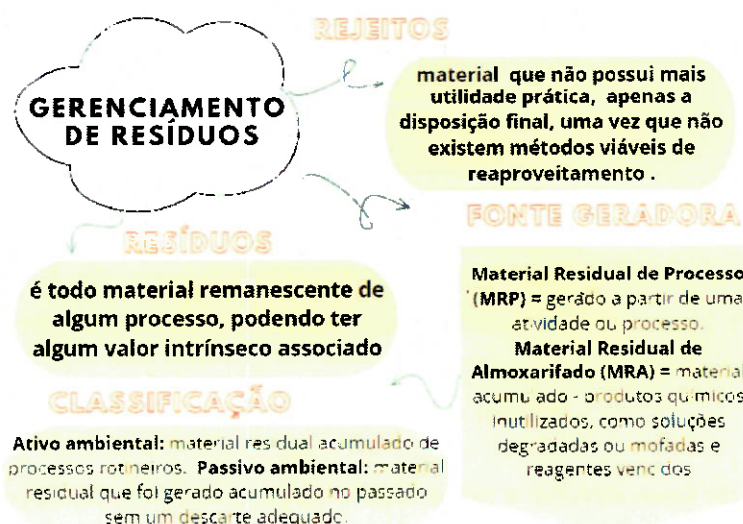 REJEITOS
GERENCIAMENTO
DE RESÍDUOS
material que não possui mais
utilidade prática, apenas a
disposição final, uma vez que não
existem métodos viáveis de
reaproveitamento .
RESÍDUOS
é todo material remanescente de
algum processo, podendo ter
algum valor intrínseco associado
FONTE GERADORA
Material Residual de Processo
(MRP) = gerado a partir de uma
atividade ou processo.
Material Residual de
Almoxarifado (MRA) = material
acumulado - produtos químicos
inutilizados, como soluções
degradadas ou mofadas e
reagentes vencidos
CLASSIFICAÇÃO
Ativo ambiental: material residual acumulado de
processos rotineiros. Passivo ambiental: material
residual que foi gerado acumulado no passado
sem um descarte adequado.